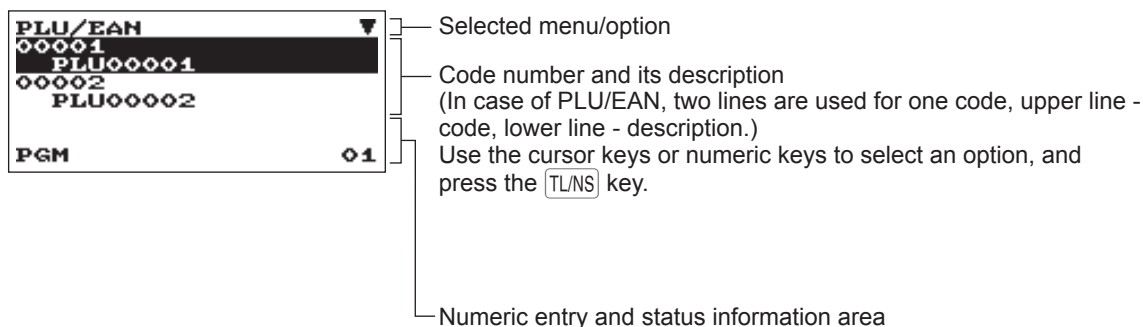 PLU/EAN ▼
00001
PLU00001
00002
PLU00002
PGM 01
Selected menu/option
Code number and its description
(In case of PLU/EAN, two lines are used for one code, upper line -
code, lower line - description.)
Use the cursor keys or numeric keys to select an option, and
press the TL/NS key.
Numeric entry and status information area